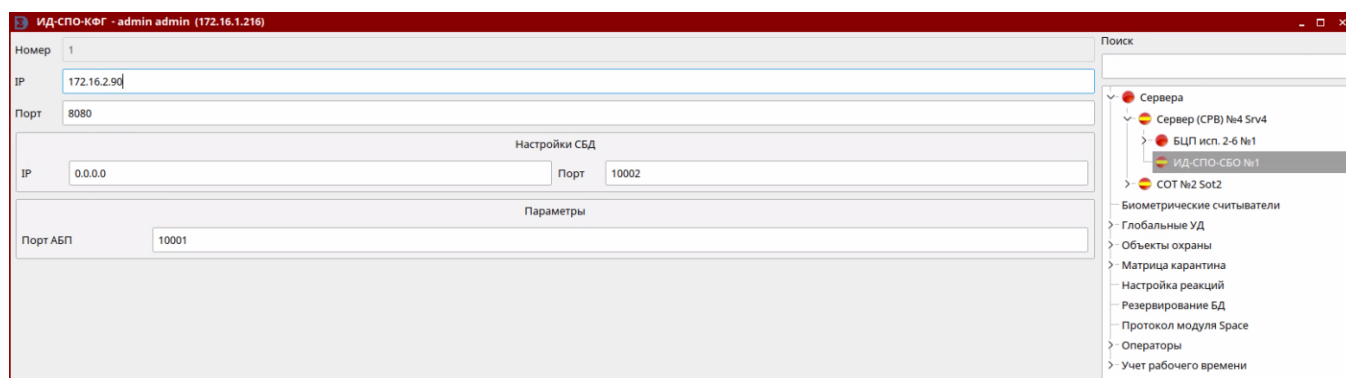 ИД-СПО-КФГ - admin admin (172.16.1.216)
Номер 1
IP 172.16.2.90
Порт 8080
Настройки СБД
IP 0.0.0.0 Порт 10002
Параметры
Порт АБП 10001
Поиск
Сервера
Сервер (СРВ) №4 Srv4
БЦП исп. 2-6 №1
ИД-СПО-СБО №1
СОТ №2 Sot2
Биометрические считыватели
Глобальные УД
Объекты охраны
Матрица карантина
Настройка реакций
Резервирование БД
Протокол модуля Space
Операторы
Учет рабочего времени